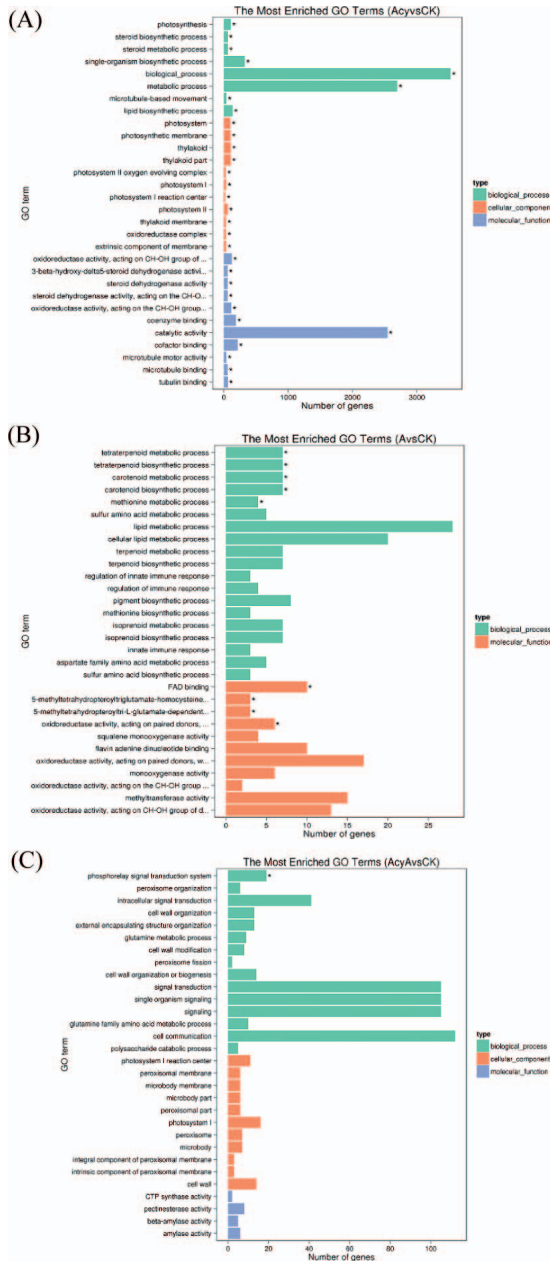 (A)
The Most Enriched GO Terms (AcyvsCK)
photosynthesis *
steroid biosynthetic process *
steroid metabolic process *
single-organism biosynthetic process *
biological_process *
metabolic process *
microtubule-based movement *
lipid biosynthetic process *
photosystem *
photosynthetic membrane *
thylakoid *
thylakoid part *
photosystem II oxygen evolving complex *
photosystem I *
photosystem I reaction center *
photosystem II *
thylakoid membrane *
oxidoreductase complex *
extrinsic component of membrane *
oxidoreductase activity, acting on CH-OH group of ... *
3-beta-hydroxy-delta5-steroid dehydrogenase activi... *
steroid dehydrogenase activity *
steroid dehydrogenase activity, acting on the CH-O... *
oxidoreductase activity, acting on the CH-OH group... *
coenzyme binding *
catalytic activity *
cofactor binding *
microtubule motor activity *
microtubule binding *
tubulin binding *
GO term
0 1000 2000 3000
Number of genes
type
biological_process
cellular_component
molecular_function
(B)
The Most Enriched GO Terms (AvsCK)
tetraterpenoid metabolic process *
tetraterpenoid biosynthetic process *
carotenoid metabolic process *
carotenoid biosynthetic process *
methionine metabolic process *
sulfur amino acid metabolic process
lipid metabolic process
cellular lipid metabolic process
terpenoid metabolic process
terpenoid biosynthetic process
regulation of innate immune response
regulation of immune response
pigment biosynthetic process
methionine biosynthetic process
isoprenoid metabolic process
isoprenoid biosynthetic process
innate immune response
aspartate family amino acid metabolic process
sulfur amino acid biosynthetic process
FAD binding *
5-methyltetrahydropteroyltriglutamate-homocysteine... *
5-methyltetrahydropteroyltri-L-glutamate-dependent... *
oxidoreductase activity, acting on paired donors, ... *
squalene monooxygenase activity
flavin adenine dinucleotide binding
oxidoreductase activity, acting on paired donors, w...
monooxygenase activity
oxidoreductase activity, acting on the CH-OH group ...
methyltransferase activity
oxidoreductase activity, acting on CH-OH group of d...
GO term
0 5 10 15 20 25
Number of genes
type
biological_process
molecular_function
(C)
The Most Enriched GO Terms (AcyAvsCK)
phosphorelay signal transduction system *
peroxisome organization
intracellular signal transduction
cell wall organization
external encapsulating structure organization
glutamine metabolic process
cell wall modification
peroxisome fission
cell wall organization or biogenesis
signal transduction
single organism signaling
signaling
glutamine family amino acid metabolic process
cell communication
polysaccharide catabolic process
photosystem I reaction center
peroxisomal membrane
microbody membrane
microbody part
peroxisomal part
photosystem I
peroxisome
microbody
integral component of peroxisomal membrane
intrinsic component of peroxisomal membrane
cell wall
CTP synthase activity
pectinesterase activity
beta-amylase activity
amylase activity
GO term
0 20 40 60 80 100
Number of genes
type
biological_process
cellular_component
molecular_function